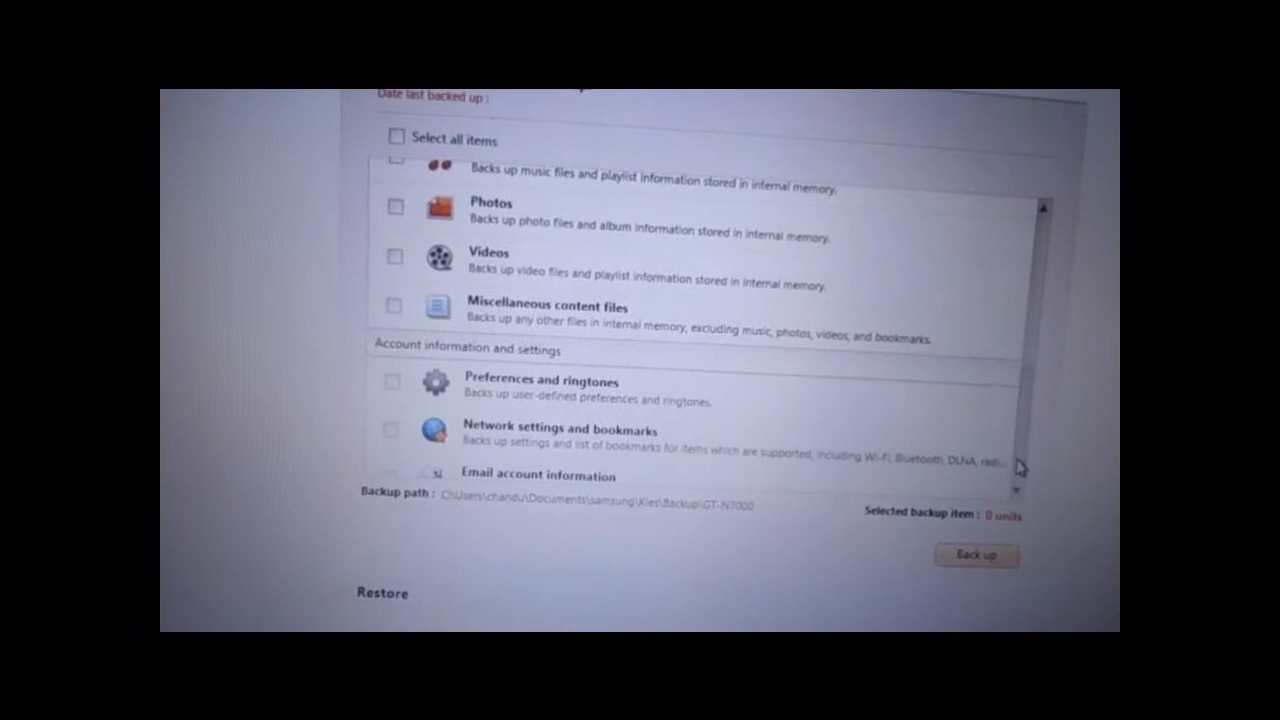 Date last backed up :
Select all items
Backs up music files and playlist information stored in internal memory.
Photos
Backs up photo files and album information stored in internal memory.
Videos
Backs up video files and playlist information stored in internal memory.
Miscellaneous content files
Backs up any other files in internal memory, excluding music, photos, videos, and bookmarks.
Account information and settings
Preferences and ringtones
Backs up user-defined preferences and ringtones.
Network settings and bookmarks
Backs up settings and list of bookmarks for items which are supported, including Wi-Fi, Bluetooth, DLNA, radi...
Email account information
Backup path : C:\Users\chandu\Documents\samsung\Kies\Backup\GT-N7000
Selected backup item : 0 units
Back up
Restore